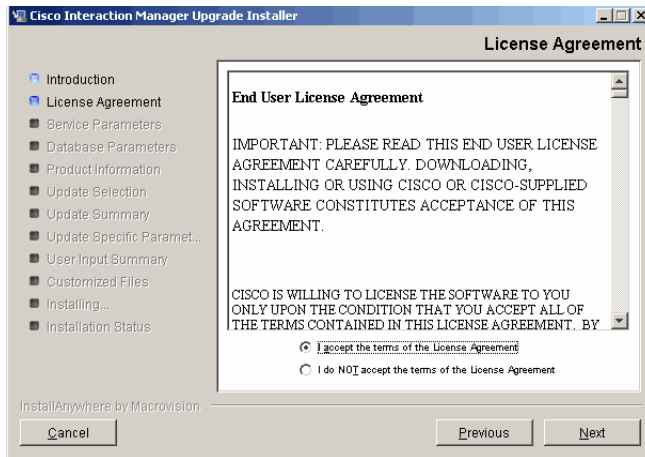 Cisco Interaction Manager Upgrade Installer
License Agreement
Introduction
License Agreement
Service Parameters
Database Parameters
Product Information
Update Selection
Update Summary
Update Specific Paramet...
User Input Summary
Customized Files
Installing...
Installation Status
End User License Agreement
IMPORTANT: PLEASE READ THIS END USER LICENSE
AGREEMENT CAREFULLY. DOWNLOADING,
INSTALLING OR USING CISCO OR CISCO-SUPPLIED
SOFTWARE CONSTITUTES ACCEPTANCE OF THIS
AGREEMENT.
CISCO IS WILLING TO LICENSE THE SOFTWARE TO YOU
ONLY UPON THE CONDITION THAT YOU ACCEPT ALL OF
THE TERMS CONTAINED IN THIS LICENSE AGREEMENT. BY
I accept the terms of the License Agreement
I do NOT accept the terms of the License Agreement
InstallAnywhere by Macrovision
Cancel
Previous
Next